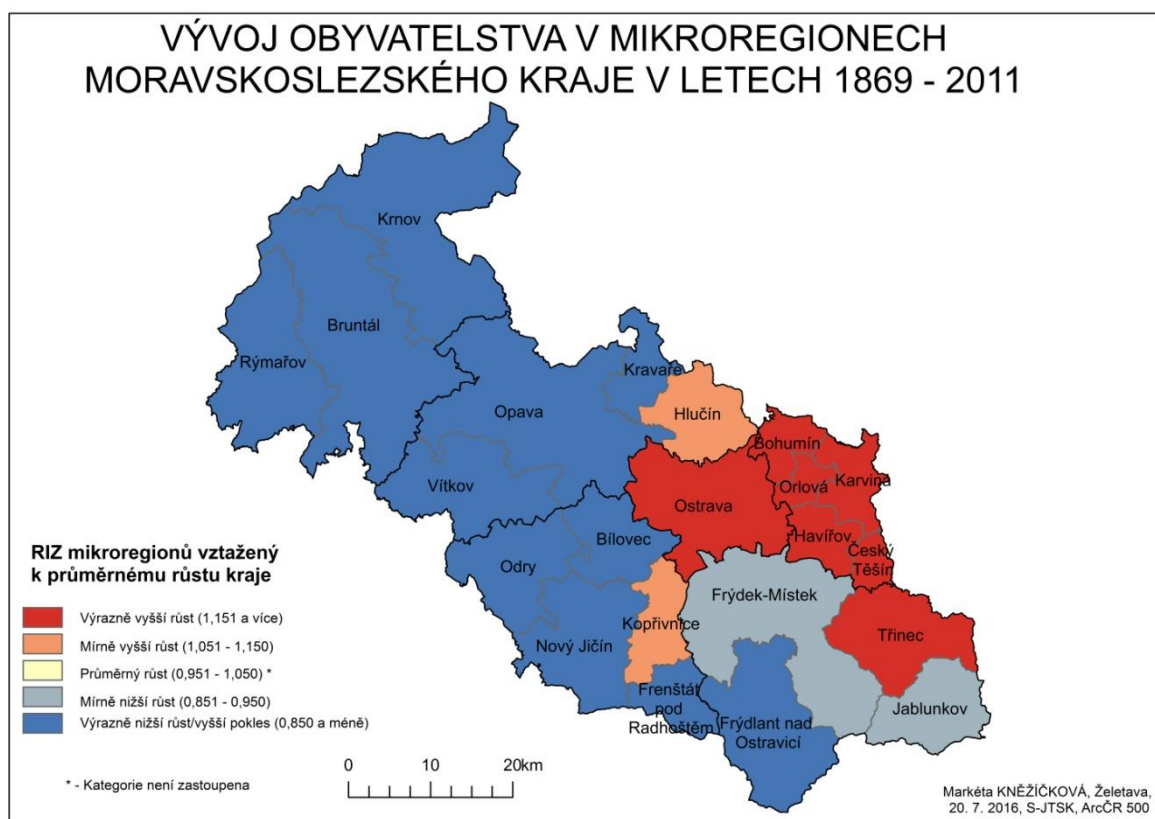 VÝVOJ OBYVATELSTVA V MIKROREGIONECH
MORAVSKOSLEZSKÉHO KRAJE V LETECH 1869 - 2011
Krnov
Bruntál
Rýmařov
Kravaře
Opava
Hlučín
Bohumín
Karviná
Orlová
Vítkov
Ostrava
Havířov
Bílovec
Český
Těšín
Odry
Frýdek-Místek
Kopřivnice
Třinec
Nový Jičín
Frenštát
pod
Radhoštěm
Jablunkov
Frýdlant nad
Ostravicí
RIZ mikroregionů vztažený
k průměrnému růstu kraje
Výrazně vyšší růst (1,151 a více)
Mírně vyšší růst (1,051 - 1,150)
Průměrný růst (0,951 - 1,050) *
Mírně nižší růst (0,851 - 0,950)
Výrazně nižší růst/vyšší pokles (0,850 a méně)
* - Kategorie není zastoupena
0 10 20km
Markéta KNĚŽÍČKOVÁ, Želetava,
20. 7. 2016, S-JTSK, ArcČR 500